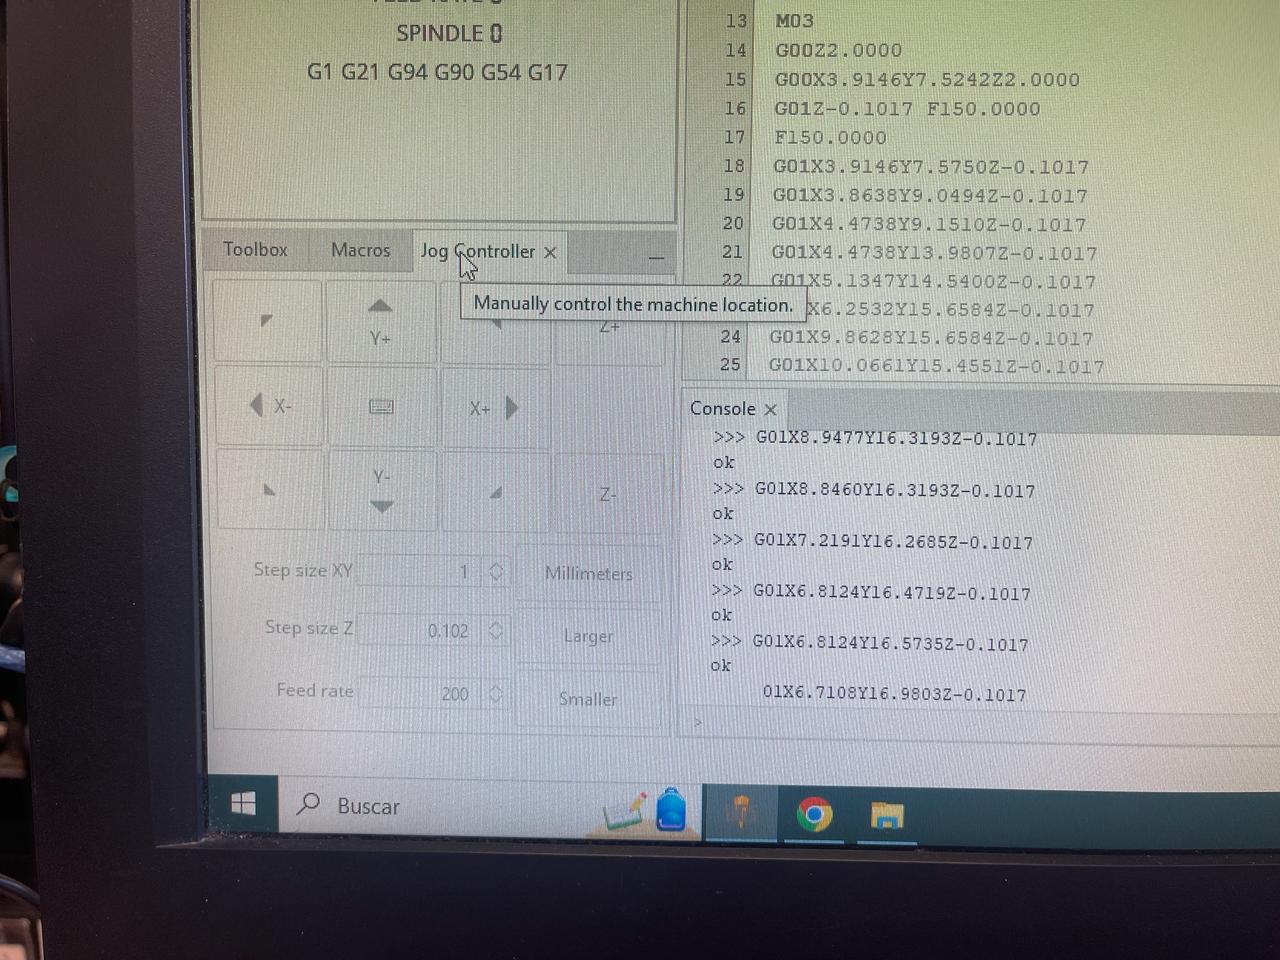 SPINDLE 0
G1 G21 G94 G90 G54 G17
Toolbox
Macros
Jog Controller
Manually control the machine location.
Y+
Z+
X-
X+
Y-
Z-
Step size XY 1 Millimeters
Step size Z 0.102 Larger
Feed rate 200 Smaller
13 M03
14 G00Z2.0000
15 G00X3.9146Y7.5242Z2.0000
16 G01Z-0.1017 F150.0000
17 F150.0000
18 G01X3.9146Y7.5750Z-0.1017
19 G01X3.8638Y9.0494Z-0.1017
20 G01X4.4738Y9.1510Z-0.1017
21 G01X4.4738Y13.9807Z-0.1017
22 G01X5.1347Y14.5400Z-0.1017
X6.2532Y15.6584Z-0.1017
24 G01X9.8628Y15.6584Z-0.1017
25 G01X10.0661Y15.4551Z-0.1017
Console
>>> G01X8.9477Y16.3193Z-0.1017
ok
>>> G01X8.8460Y16.3193Z-0.1017
ok
>>> G01X7.2191Y16.2685Z-0.1017
ok
>>> G01X6.8124Y16.4719Z-0.1017
ok
>>> G01X6.8124Y16.5735Z-0.1017
ok
01X6.7108Y16.9803Z-0.1017
>
Buscar